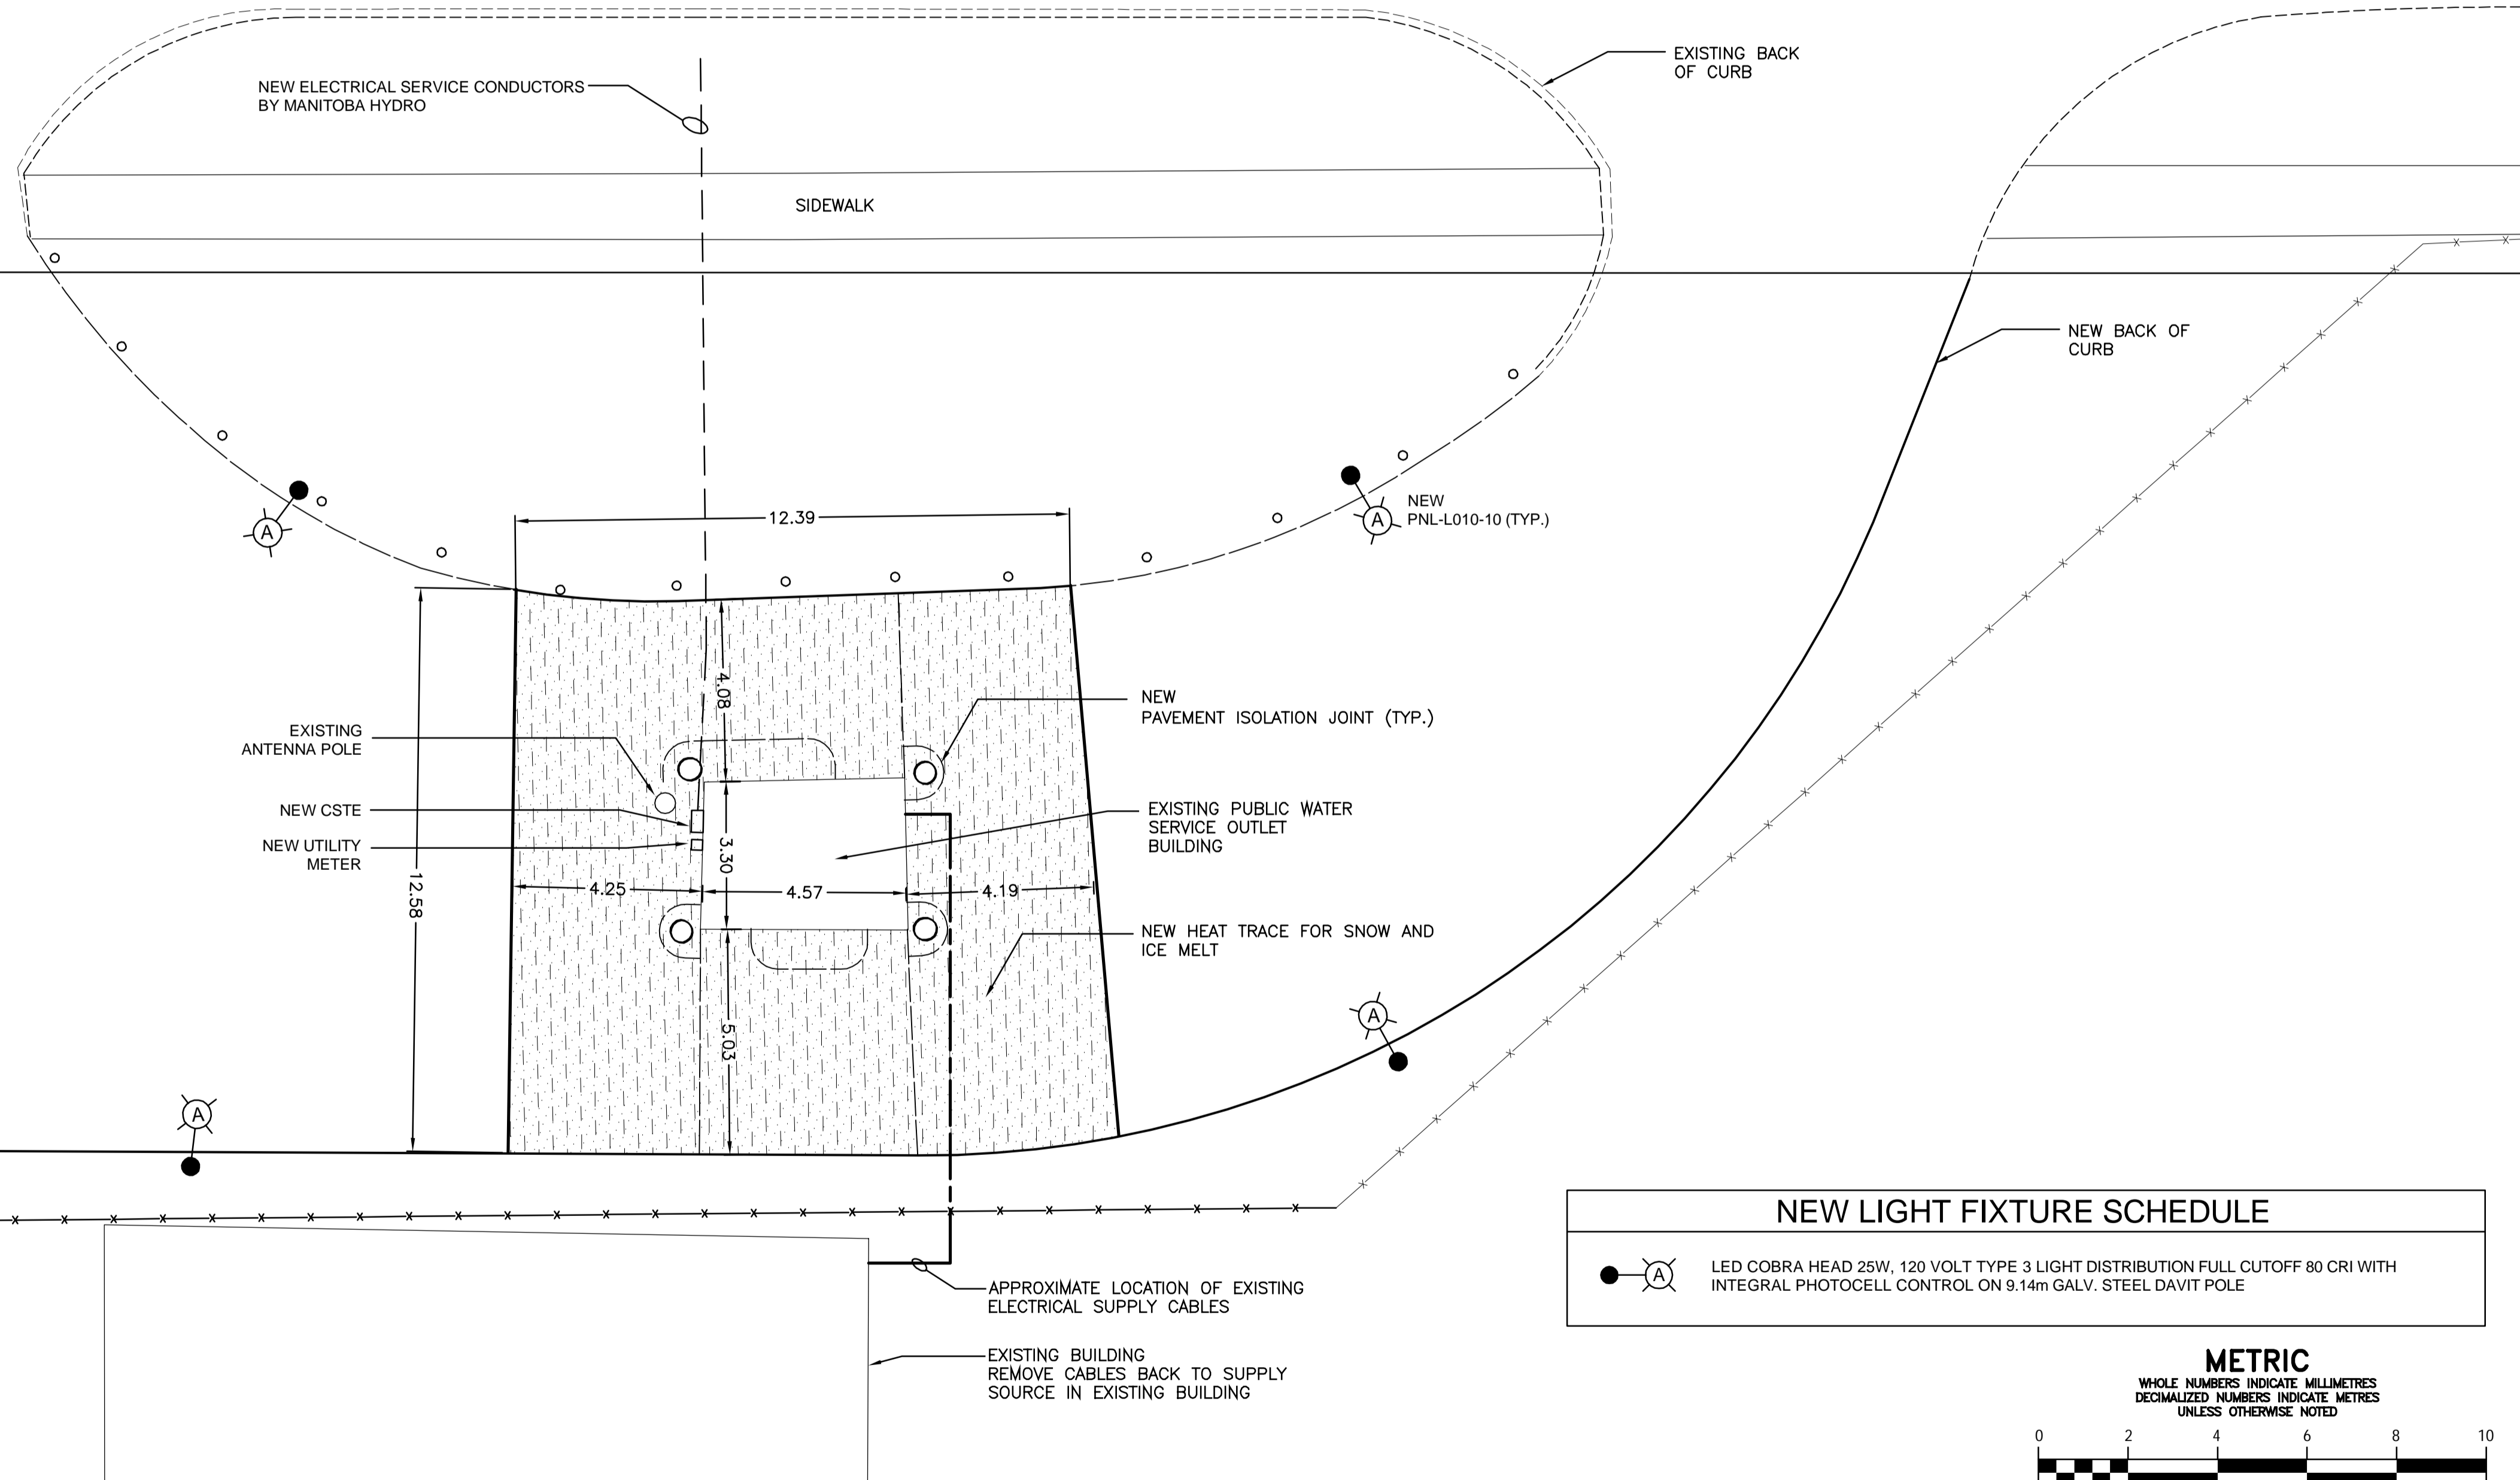 EXISTING BACK
OF CURB
NEW ELECTRICAL SERVICE CONDUCTORS
BY MANITOBA HYDRO
SIDEWALK
NEW BACK OF
CURB
A
12.39
A
NEW
PNL-L010-10 (TYP.)
4.08
NEW
PAVEMENT ISOLATION JOINT (TYP.)
EXISTING
ANTENNA POLE
NEW CSTE
NEW UTILITY
METER
EXISTING PUBLIC WATER
SERVICE OUTLET
BUILDING
12.58
3.30
4.25
4.57
4.19
NEW HEAT TRACE FOR SNOW AND
ICE MELT
5.03
A
A
NEW LIGHT FIXTURE SCHEDULE
A
LED COBRA HEAD 25W, 120 VOLT TYPE 3 LIGHT DISTRIBUTION FULL CUTOFF 80 CRI WITH
INTEGRAL PHOTOCELL CONTROL ON 9.14m GALV. STEEL DAVIT POLE
APPROXIMATE LOCATION OF EXISTING
ELECTRICAL SUPPLY CABLES
EXISTING BUILDING
REMOVE CABLES BACK TO SUPPLY
SOURCE IN EXISTING BUILDING
METRIC
WHOLE NUMBERS INDICATE MILLIMETRES
DECIMALIZED NUMBERS INDICATE METRES
UNLESS OTHERWISE NOTED
0 2 4 6 8 10